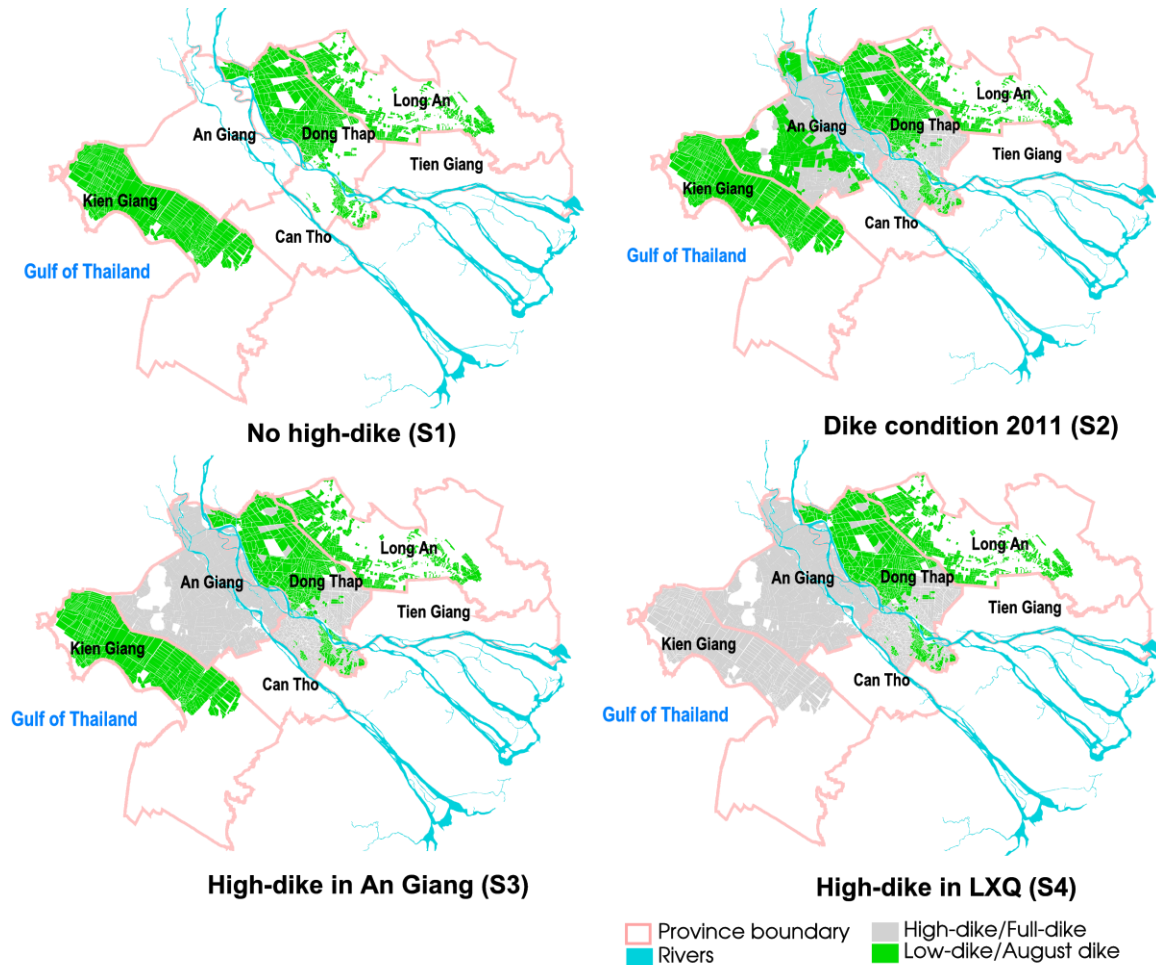 Long An
An Giang
Dong Thap
Tien Giang
Kien Giang
Can Tho
Gulf of Thailand
No high-dike (S1)
Long An
An Giang
Dong Thap
Tien Giang
Kien Giang
Can Tho
Gulf of Thailand
Dike condition 2011 (S2)
Long An
An Giang
Dong Thap
Tien Giang
Kien Giang
Can Tho
Gulf of Thailand
High-dike in An Giang (S3)
Long An
An Giang
Dong Thap
Tien Giang
Kien Giang
Can Tho
Gulf of Thailand
High-dike in LXQ (S4)
Province boundary
High-dike/Full-dike
Rivers
Low-dike/August dike